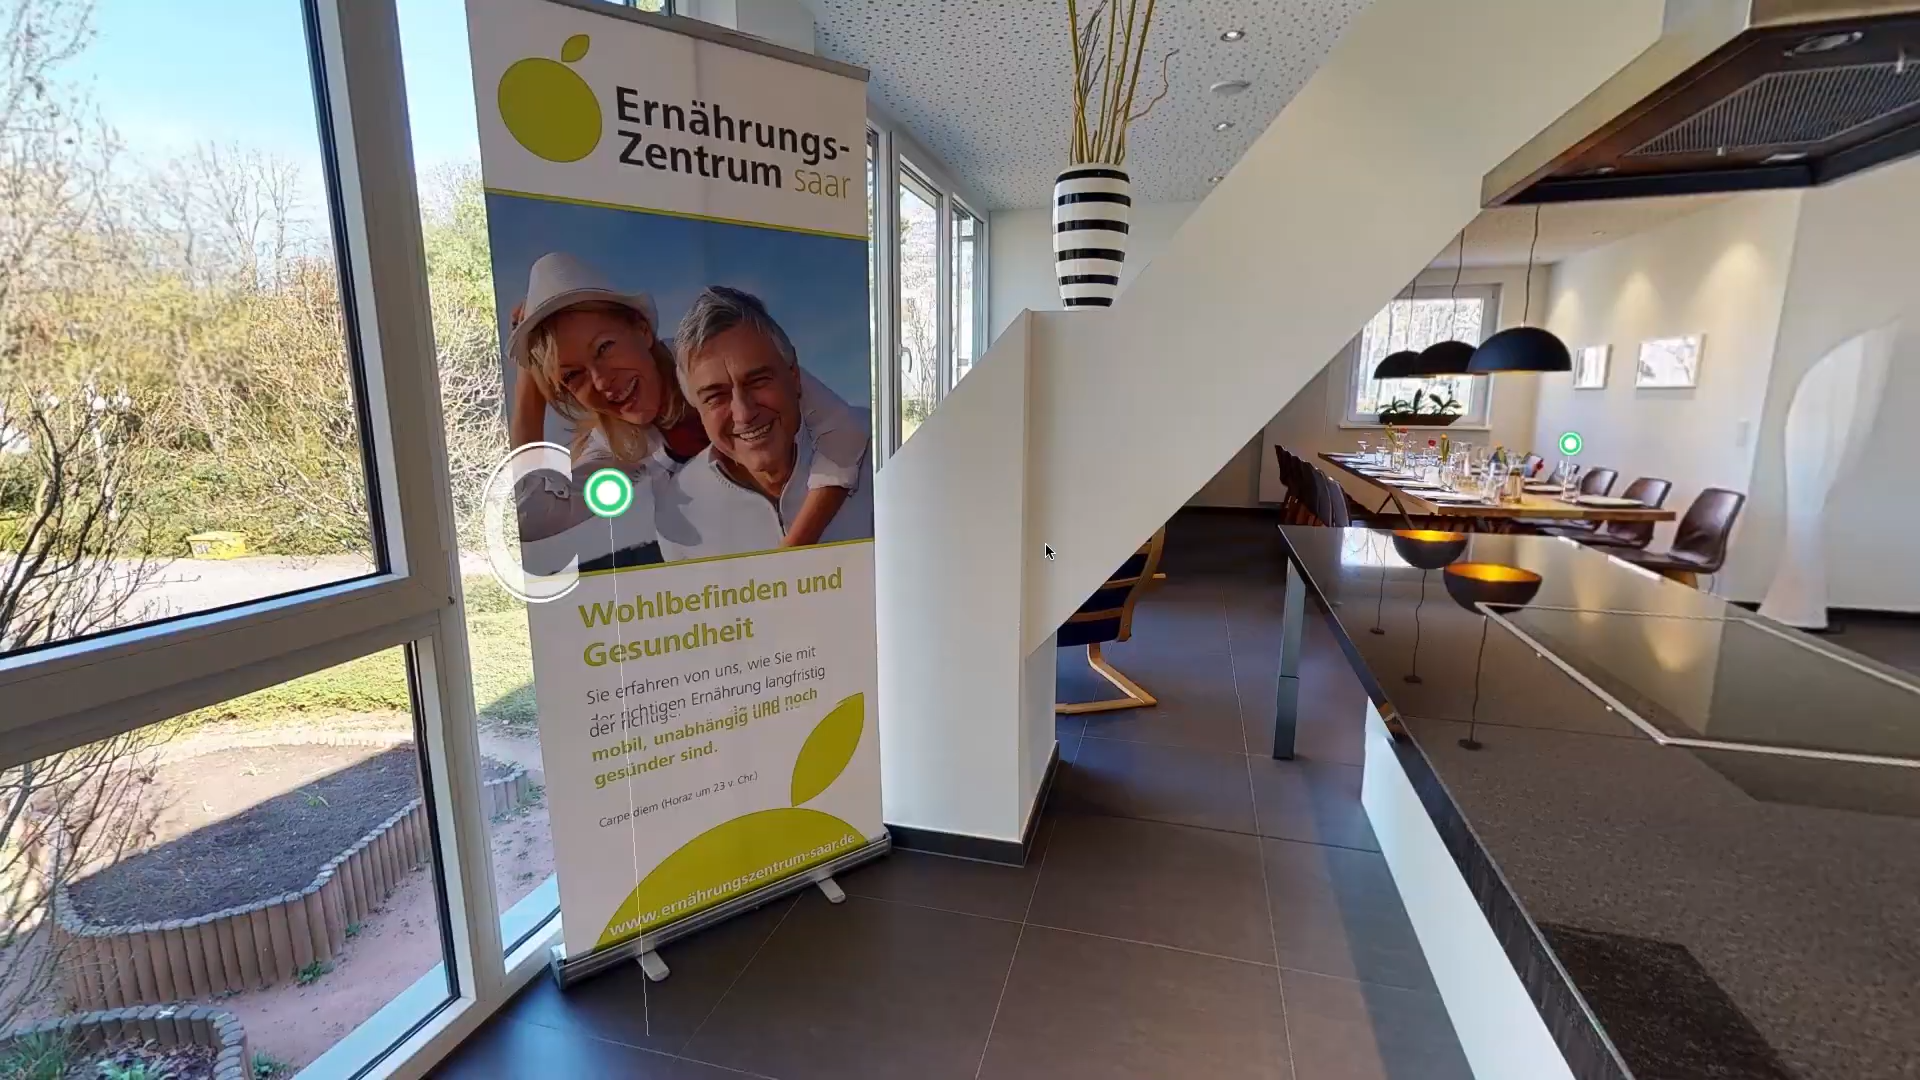 Ernährungs-
Zentrum saar
Wohlbefinden und
Gesundheit
Sie erfahren von uns, wie Sie mit
der richtigen Ernährung langfristig
mobil, unabhängig und noch
gesünder sind.
Carpe diem (Horaz um 23 v. Chr.)
www.ernährungszentrum-saar.de